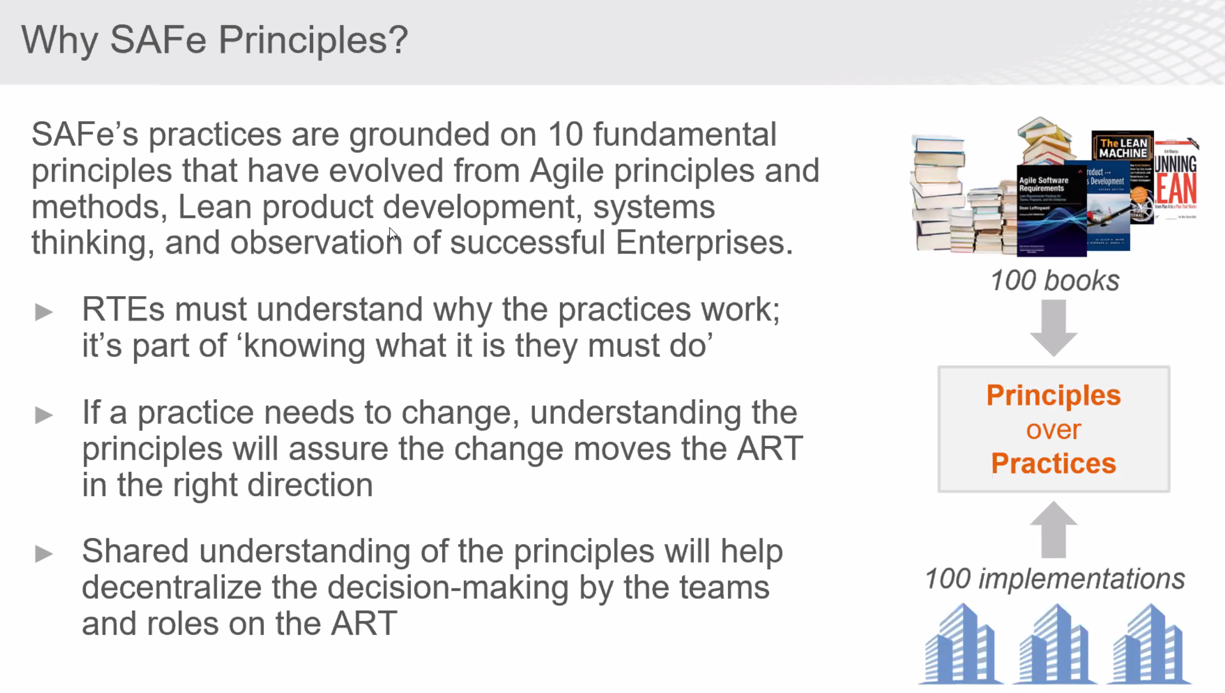 Why SAFe Principles?
SAFe's practices are grounded on 10 fundamental
principles that have evolved from Agile principles and
methods, Lean product development, systems
thinking, and observation of successful Enterprises.
► RTEs must understand why the practices work;
it's part of ‘knowing what it is they must do’
► If a practice needs to change, understanding the
principles will assure the change moves the ART
in the right direction
► Shared understanding of the principles will help
decentralize the decision-making by the teams
and roles on the ART
The LEAN
MACHINE
Agile Software
Requirements
Dean Leffingwell
Development
100 books
Principles
over
Practices
100 implementations